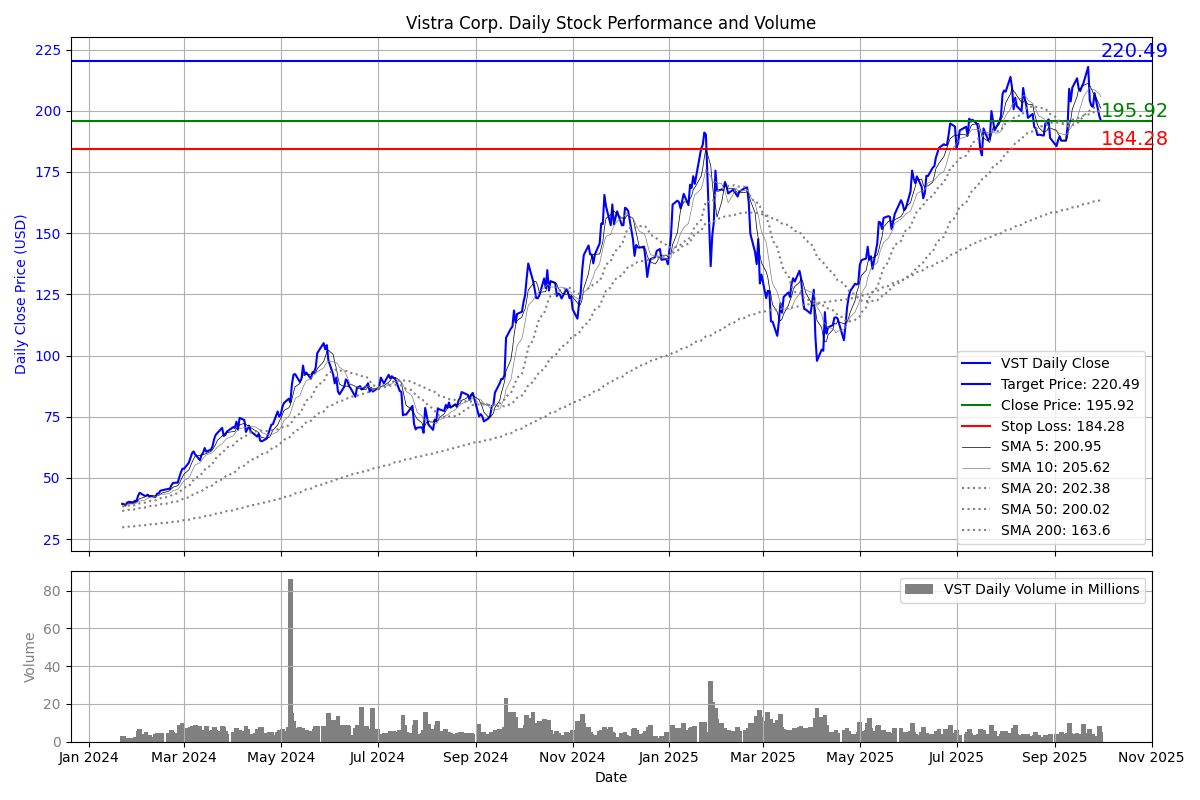 Vistra Corp. Daily Stock Performance and Volume
Daily Close Price (USD)
225
200
175
150
125
100
75
50
25
220.49
195.92
184.28
VST Daily Close
Target Price: 220.49
Close Price: 195.92
Stop Loss: 184.28
SMA 5: 200.95
SMA 10: 205.62
SMA 20: 202.38
SMA 50: 200.02
SMA 200: 163.6
Volume
80
60
40
20
0
VST Daily Volume in Millions
Jan 2024 Mar 2024 May 2024 Jul 2024 Sep 2024 Nov 2024 Jan 2025 Mar 2025 May 2025 Jul 2025 Sep 2025 Nov 2025
Date